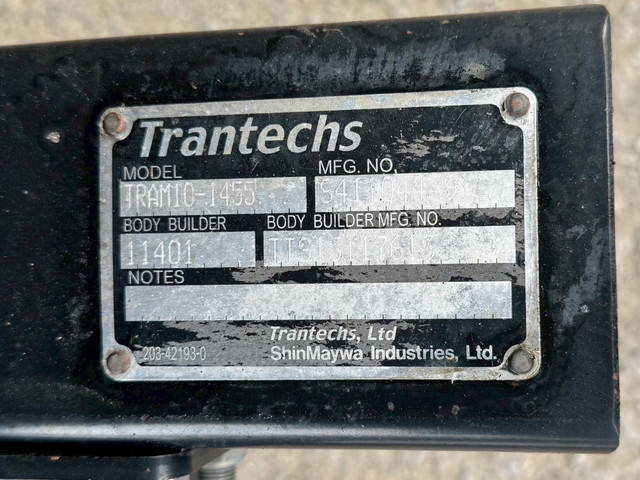 Trantechs
MODEL MFG. NO.
TRAM10-1455
BODY BUILDER BODY BUILDER MFG. NO.
11401
NOTES
Trantechs, Ltd
203-42193-0 ShinMaywa Industries, Ltd.